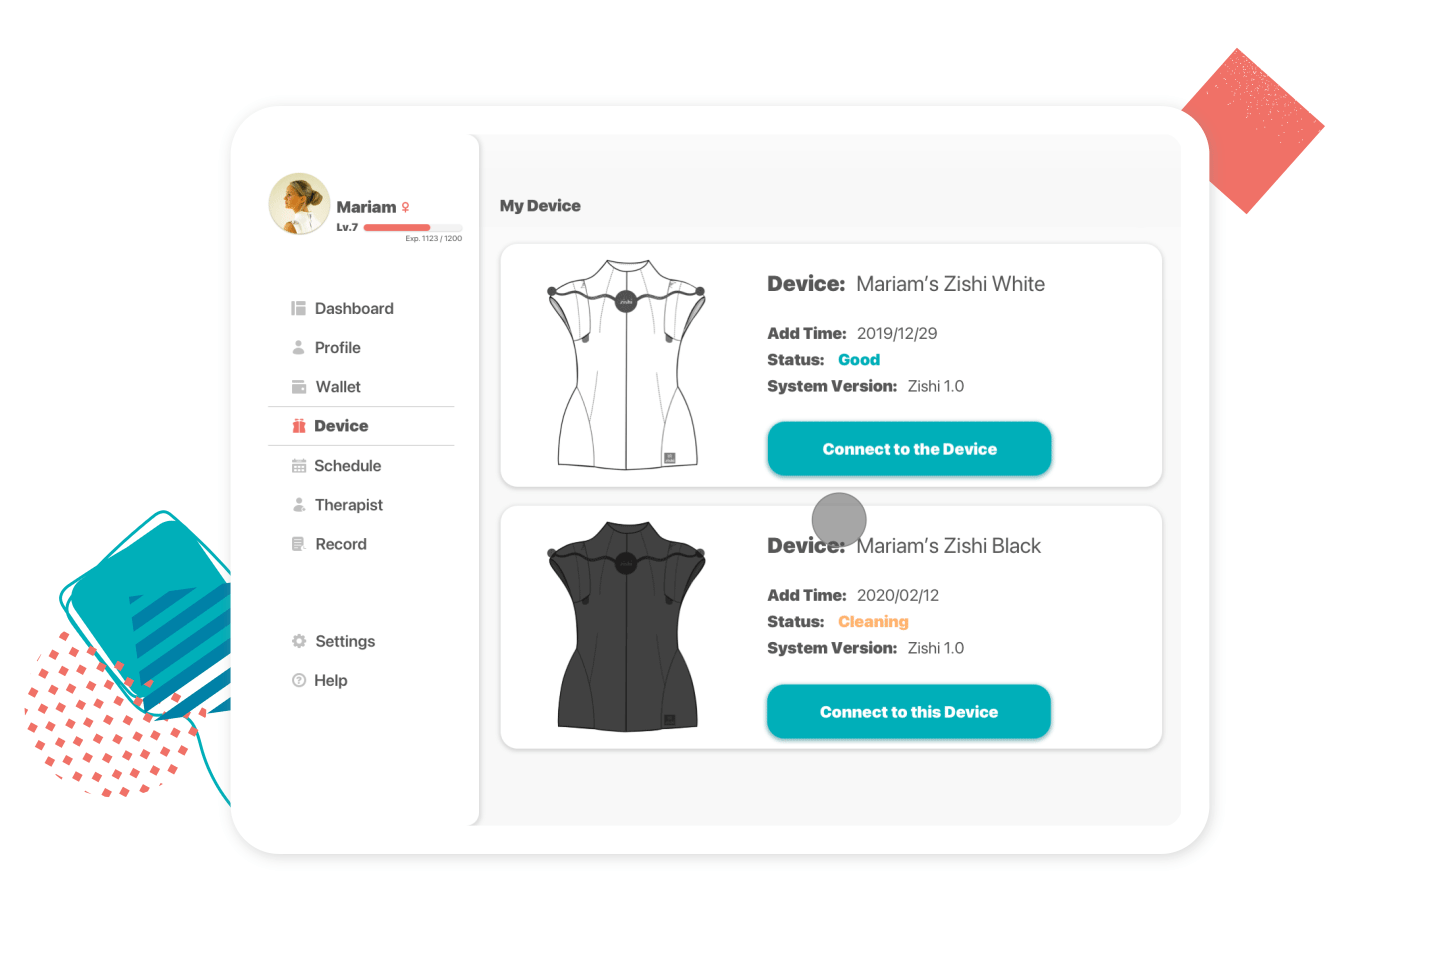 Mariam ♀
Lv.7
Exp. 1123 / 1200
Dashboard
Profile
Wallet
Device
Schedule
Therapist
Record
Settings
Help
My Device
Device: Mariam’s Zishi White
Add Time: 2019/12/29
Status: Good
System Version: Zishi 1.0
Connect to the Device
Device: Mariam’s Zishi Black
Add Time: 2020/02/12
Status: Cleaning
System Version: Zishi 1.0
Connect to this Device